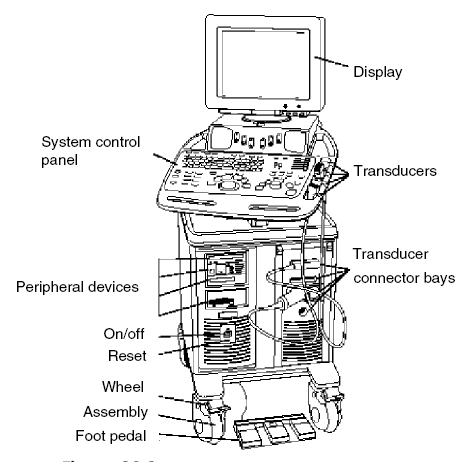 Display
System control
panel
Transducers
Transducer
connector bays
Peripheral devices
On/off
Reset
Wheel
Assembly
Foot pedal